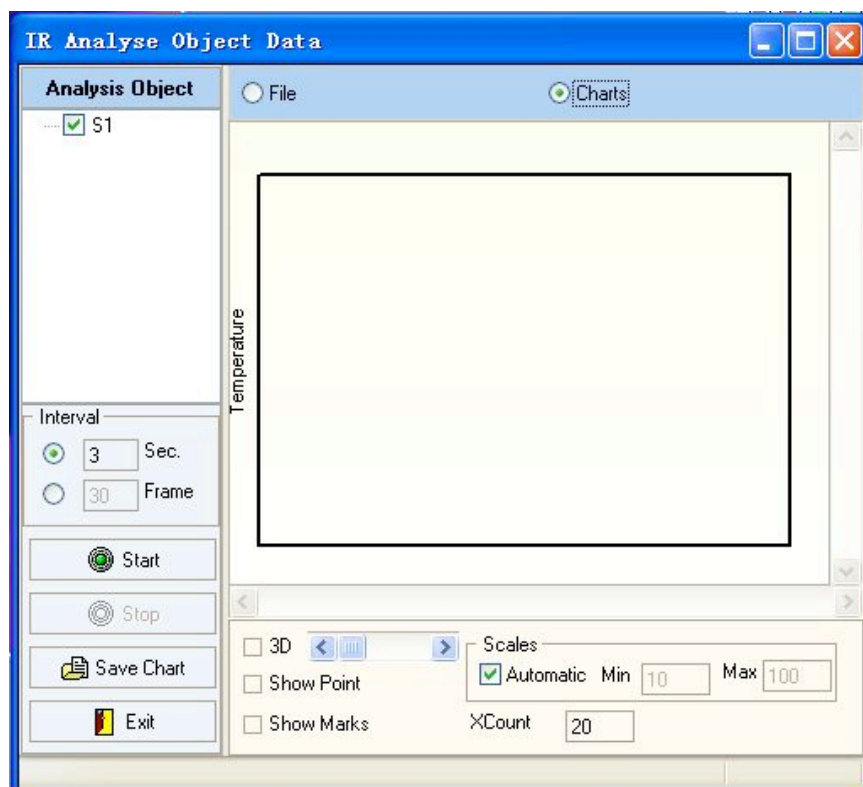 IR Analyse Object Data
Analysis Object
File
Charts
S1
Temperature
Interval
3 Sec.
30 Frame
Start
Stop
Save Chart
Exit
3D
Show Point
Show Marks
Scales
Automatic Min 10 Max 100
XCount 20